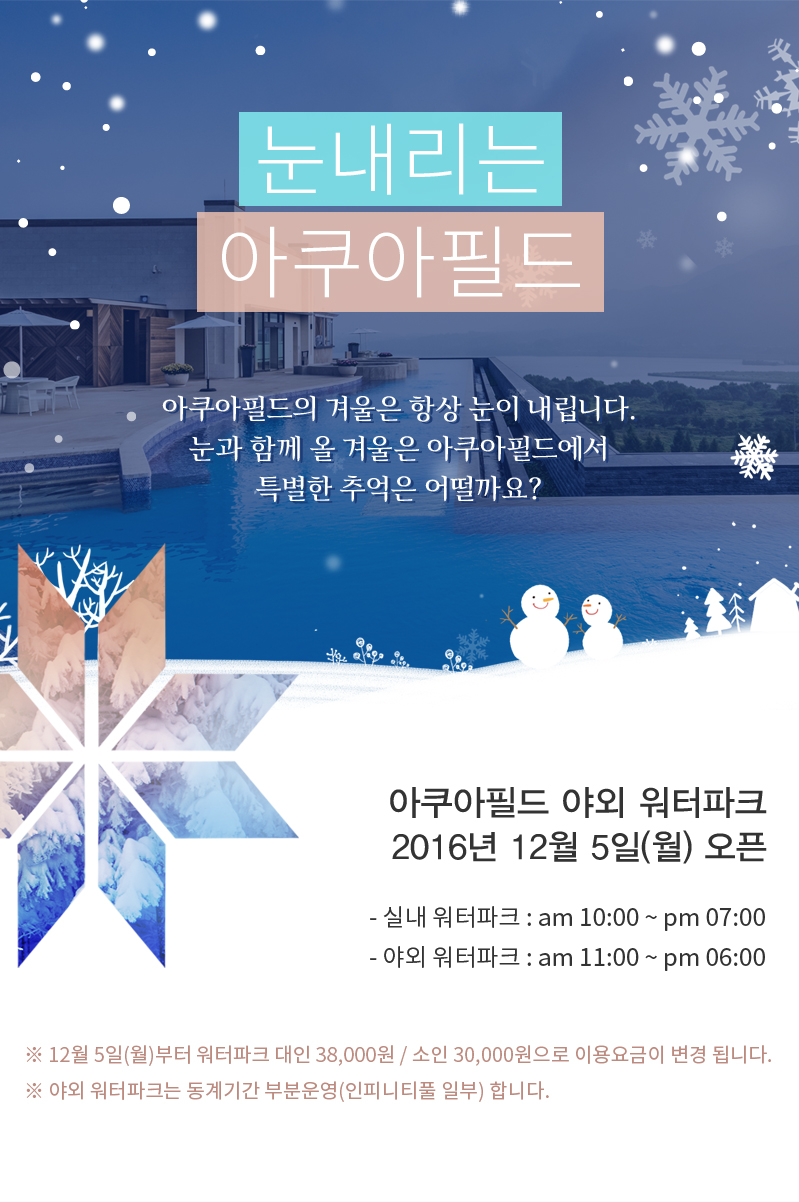 눈내리는
아쿠아필드
아쿠아필드의 겨울은 항상 눈이 내립니다.
눈과 함께 올 겨울은 아쿠아필드에서
특별한 추억은 어떨까요?
아쿠아필드 야외 워터파크
2016년 12월 5일(월) 오픈
- 실내 워터파크 : am 10:00 ~ pm 07:00
- 야외 워터파크 : am 11:00 ~ pm 06:00
※ 12월 5일(월)부터 워터파크 대인 38,000원 / 소인 30,000원으로 이용요금이 변경 됩니다.
※ 야외 워터파크는 동계기간 부분운영(인피니티풀 일부) 합니다.